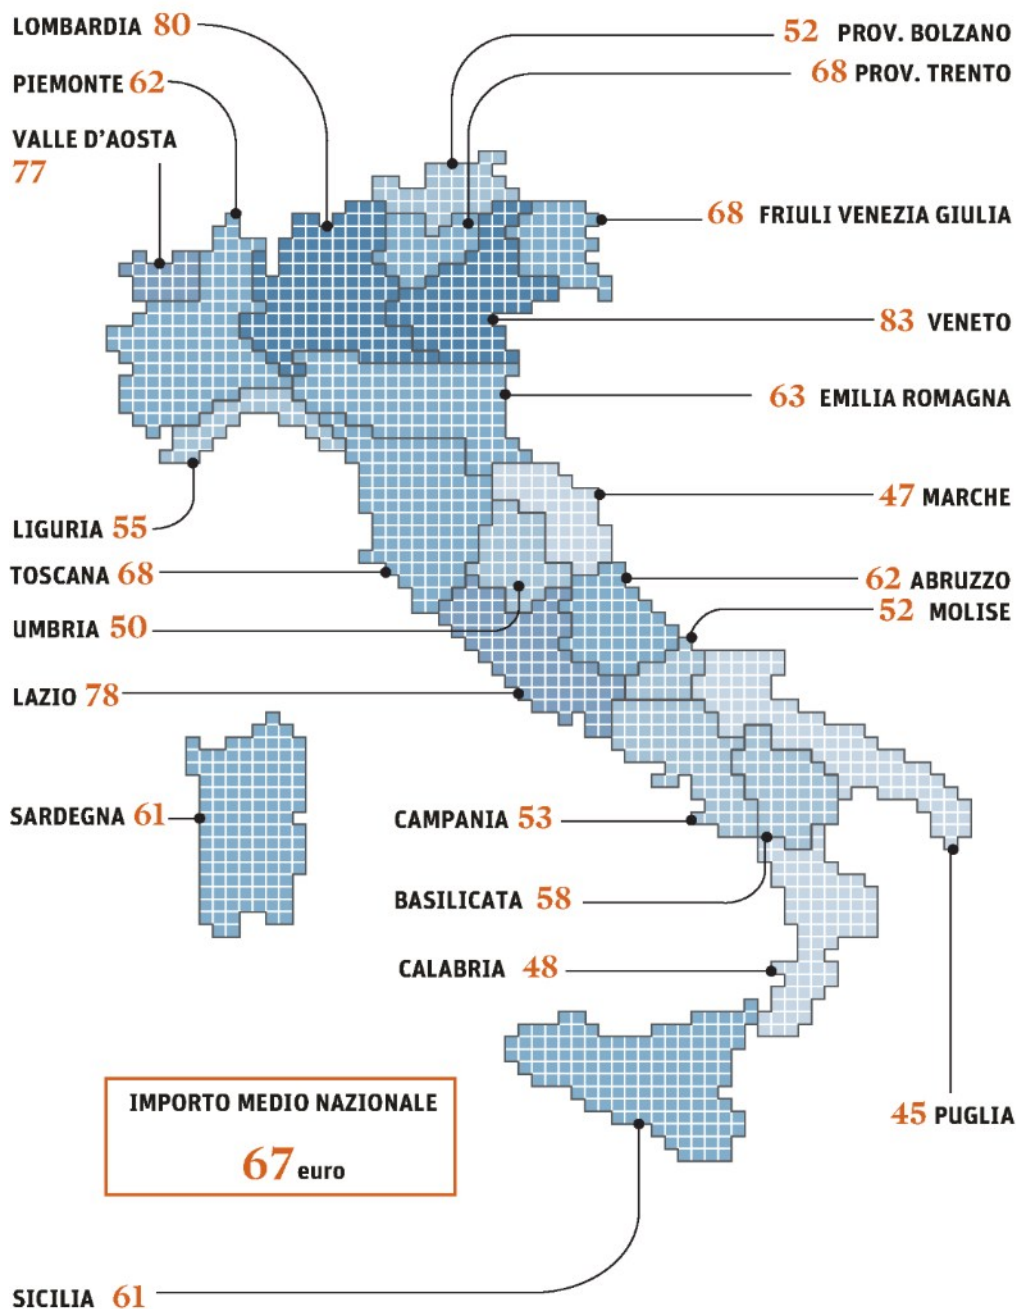 LOMBARDIA 80
PIEMONTE 62
VALLE D'AOSTA
77
52 PROV. BOLZANO
68 PROV. TRENTO
68 FRIULI VENEZIA GIULIA
83 VENETO
63 EMILIA ROMAGNA
47 MARCHE
LIGURIA 55
TOSCANA 68
62 ABRUZZO
52 MOLISE
UMBRIA 50
LAZIO 78
SARDEGNA 61
CAMPANIA 53
BASILICATA 58
CALABRIA 48
IMPORTO MEDIO NAZIONALE
67 euro
45 PUGLIA
SICILIA 61